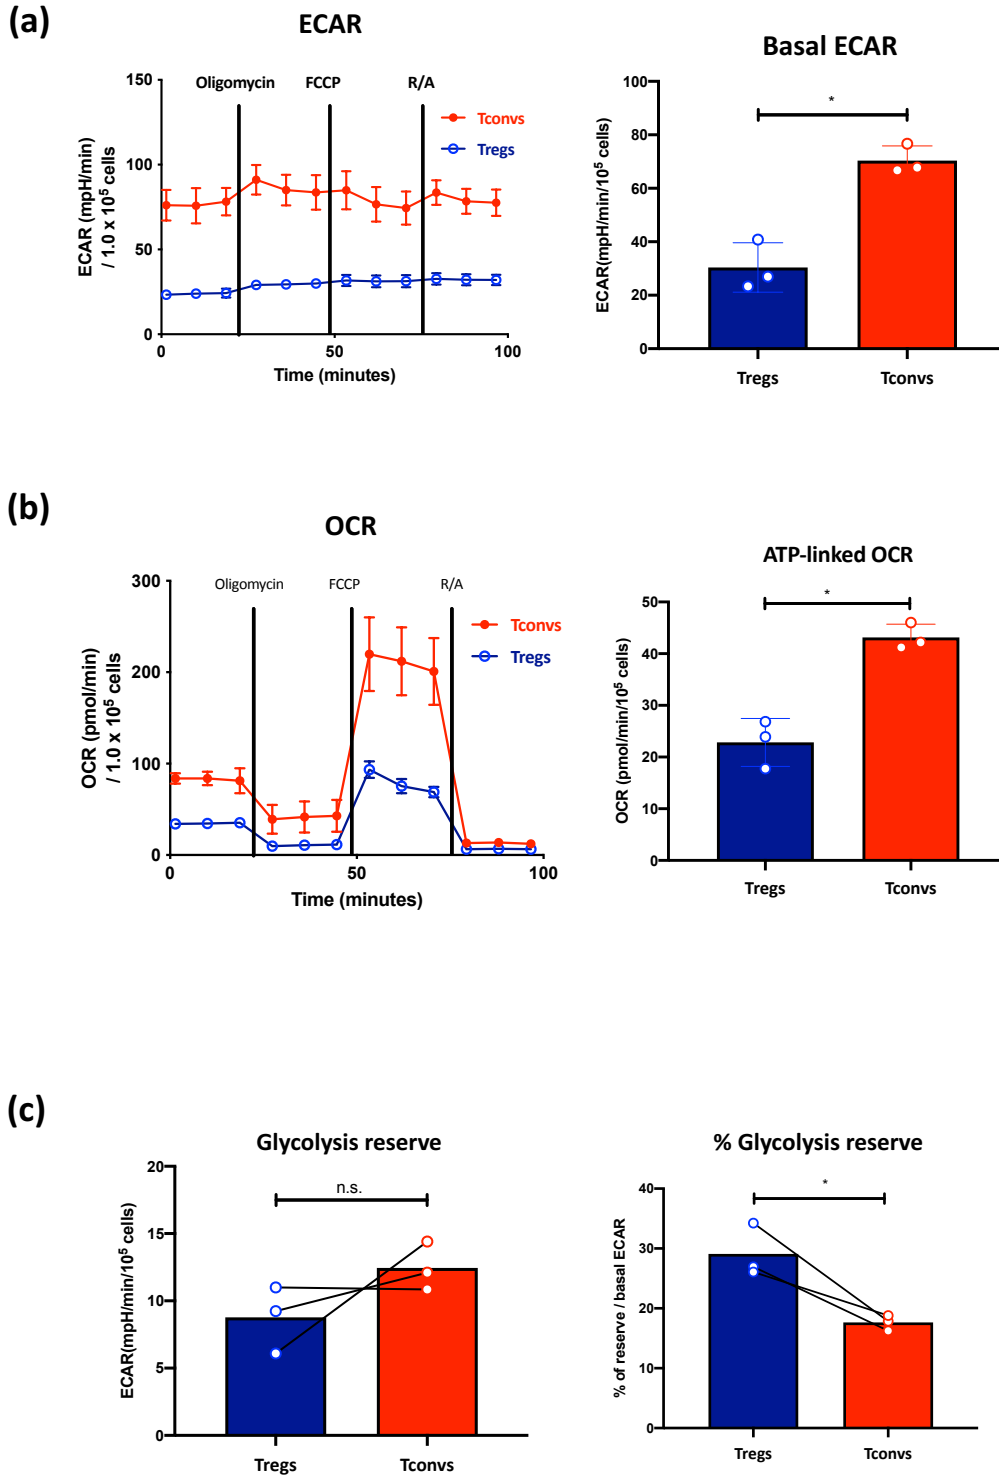 (a)
ECAR
Oligomycin
FCCP
R/A
150
100
50
0
0
50
100
ECAR (mpH/min)
/ 1.0 x 10⁵ cells
Time (minutes)
Tconvs
Tregs
Basal ECAR
*
100
80
60
40
20
0
ECAR(mpH/min/10⁵ cells)
Tregs
Tconvs
(b)
OCR
Oligomycin
FCCP
R/A
300
200
100
0
0
50
100
OCR (pmol/min)
/ 1.0 x 10⁵ cells
Time (minutes)
Tconvs
Tregs
ATP-linked OCR
*
50
40
30
20
10
0
OCR (pmol/min/10⁵ cells)
Tregs
Tconvs
(c)
Glycolysis reserve
n.s.
20
15
10
5
0
ECAR(mpH/min/10⁵ cells)
Tregs
Tconvs
% Glycolysis reserve
*
40
30
20
10
0
% of reserve / basal ECAR
Tregs
Tconvs